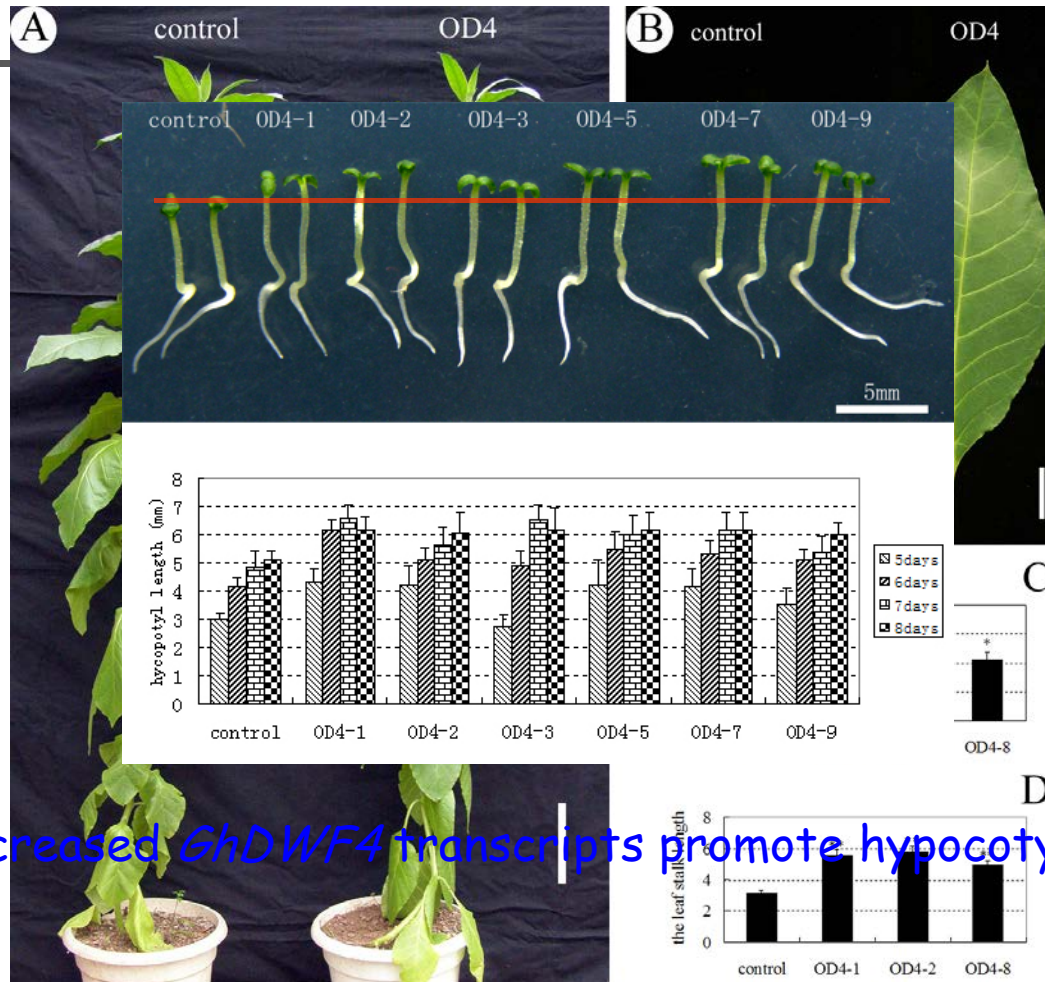 A control OD4
B control OD4
control OD4-1 OD4-2 OD4-3 OD4-5 OD4-7 OD4-9
5mm
hycopotyl length (mm)
8
7
6
5
4
3
2
1
0
control OD4-1 OD4-2 OD4-3 OD4-5 OD4-7 OD4-9
5days
6days
7days
8days
C
*
OD4-8
D
creased GhDWF4 transcripts promote hypocoty
the leaf stalk length
8
6
4
2
0
control OD4-1 OD4-2 OD4-8